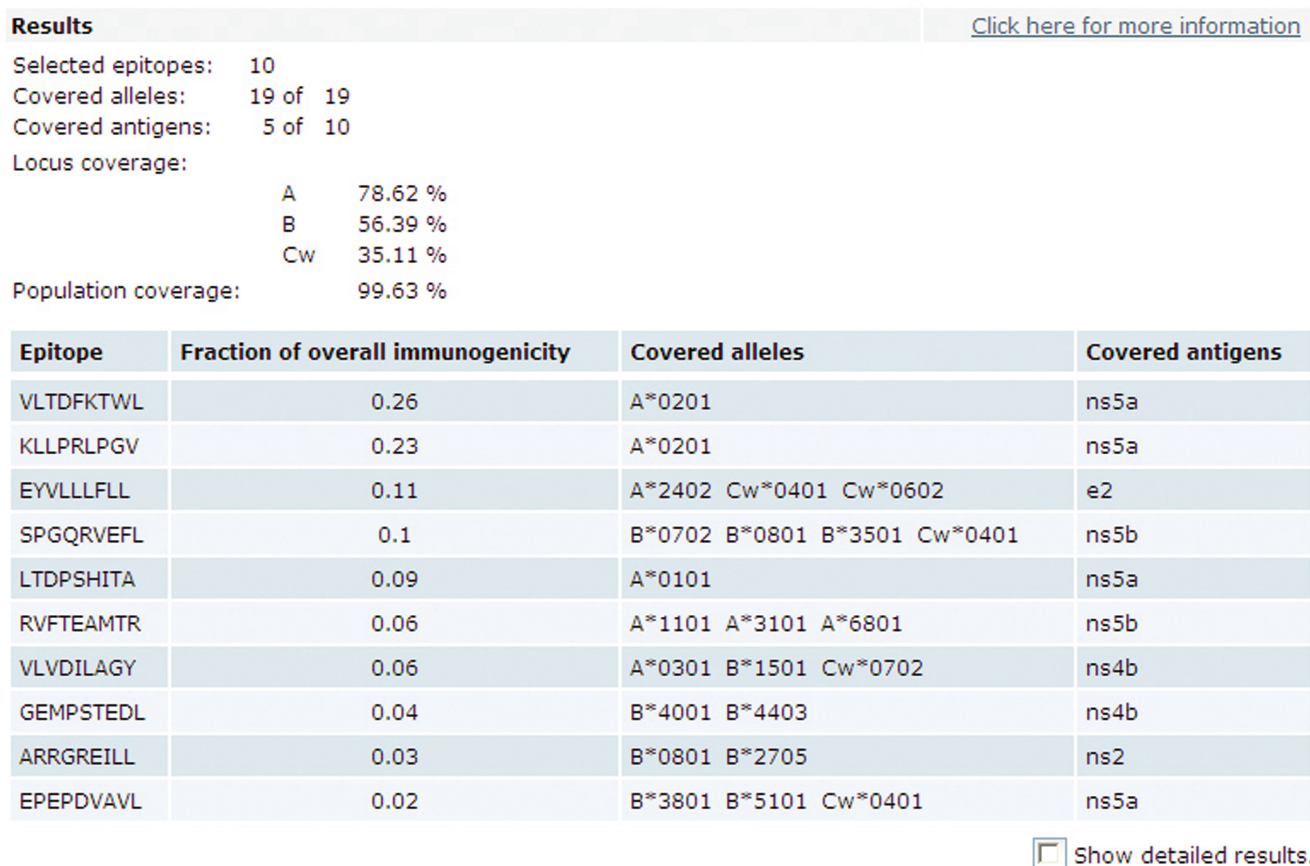 Results Click here for more information
Selected epitopes: 10
Covered alleles: 19 of 19
Covered antigens: 5 of 10
Locus coverage:
A 78.62 %
B 56.39 %
Cw 35.11 %
Population coverage: 99.63 %
Epitope Fraction of overall immunogenicity Covered alleles Covered antigens
VLTDFKTWL 0.26 A*0201 ns5a
KLLPRLPGV 0.23 A*0201 ns5a
EYVLLLFLL 0.11 A*2402 Cw*0401 Cw*0602 e2
SPGQRVEFL 0.1 B*0702 B*0801 B*3501 Cw*0401 ns5b
LTDPSHITA 0.09 A*0101 ns5a
RVFTEAMTR 0.06 A*1101 A*3101 A*6801 ns5b
VLVDILAGY 0.06 A*0301 B*1501 Cw*0702 ns4b
GEMPSTEDL 0.04 B*4001 B*4403 ns4b
ARRGREILL 0.03 B*0801 B*2705 ns2
EPEPDVAVL 0.02 B*3801 B*5101 Cw*0401 ns5a
Show detailed results.